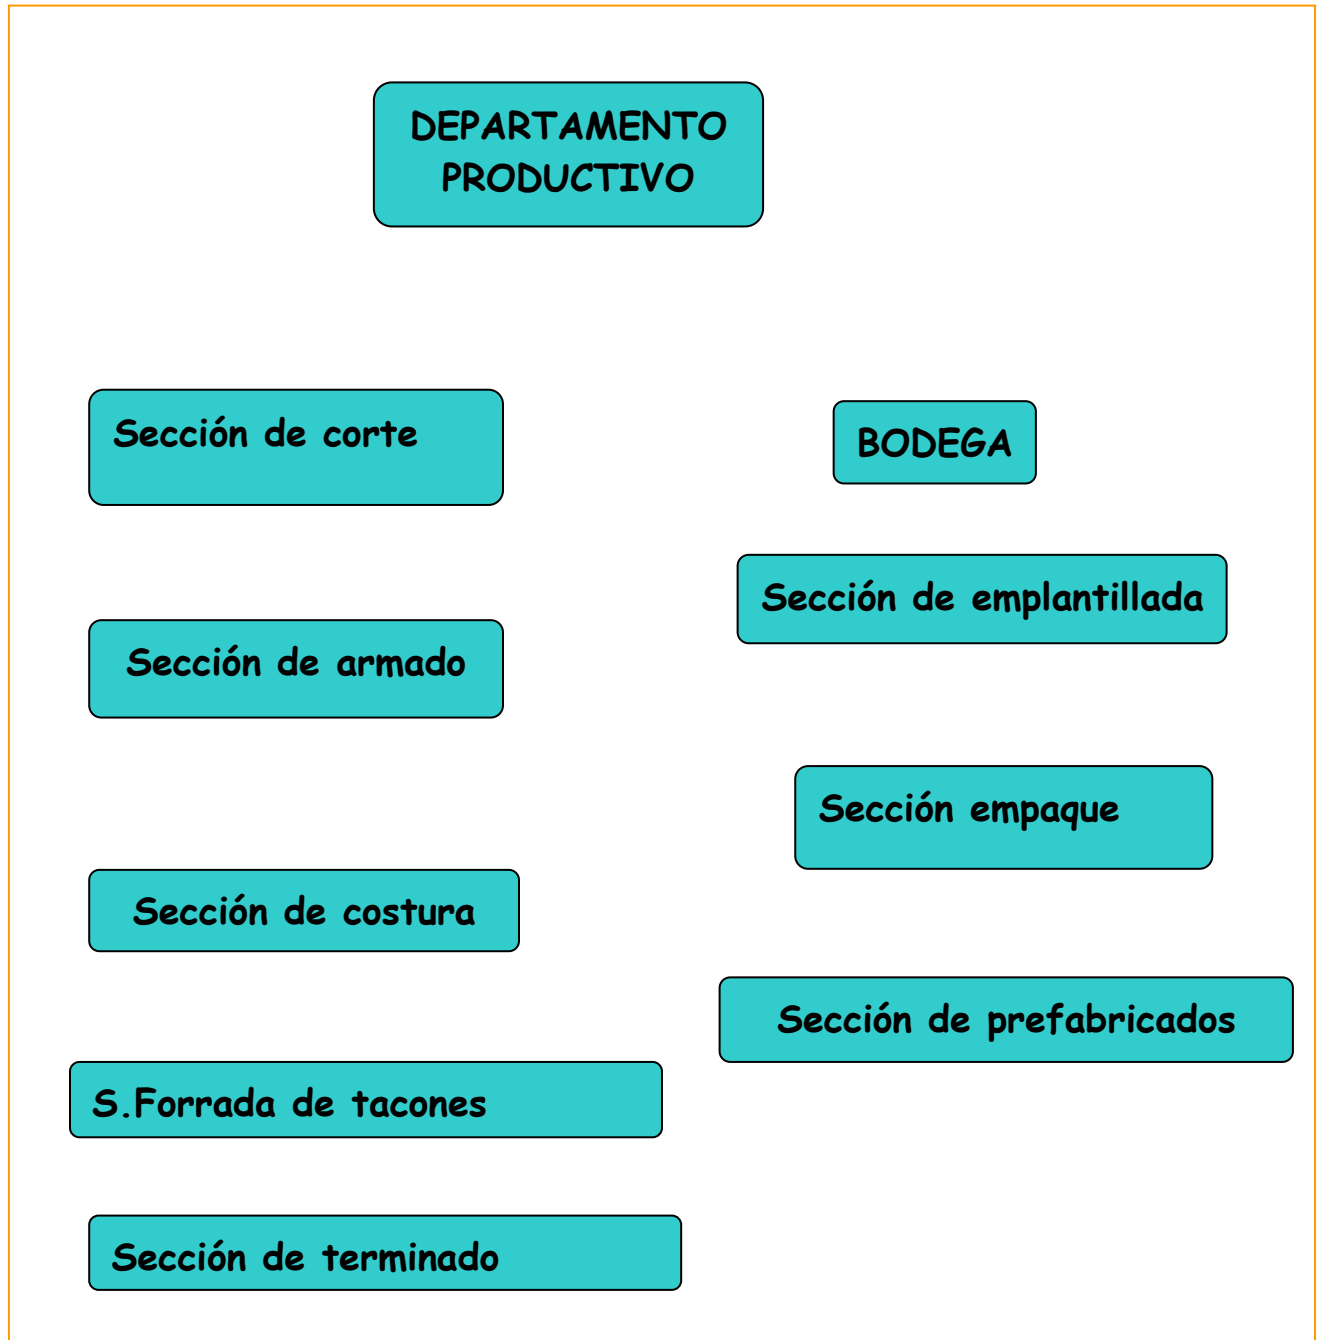 DEPARTAMENTO
PRODUCTIVO
Sección de corte
BODEGA
Sección de emplantillada
Sección de armado
Sección empaque
Sección de costura
Sección de prefabricados
S.Forrada de tacones
Sección de terminado